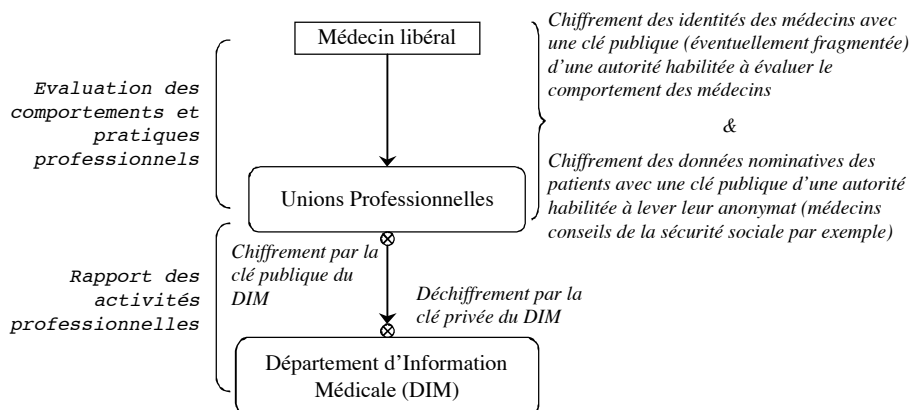 Médecin libéral
Chiffrement des identités des médecins avec
une clé publique (éventuellement fragmentée)
d'une autorité habilitée à évaluer le
comportement des médecins
&
Chiffrement des données nominatives des
patients avec une clé publique d'une autorité
habilitée à lever leur anonymat (médecins
conseils de la sécurité sociale par exemple)
Evaluation des
comportements et
pratiques
professionnels
Unions Professionnelles
Chiffrement par la
clé publique du
DIM
Déchiffrement par la
clé privée du DIM
Rapport des
activités
professionnelles
Département d'Information
Médicale (DIM)